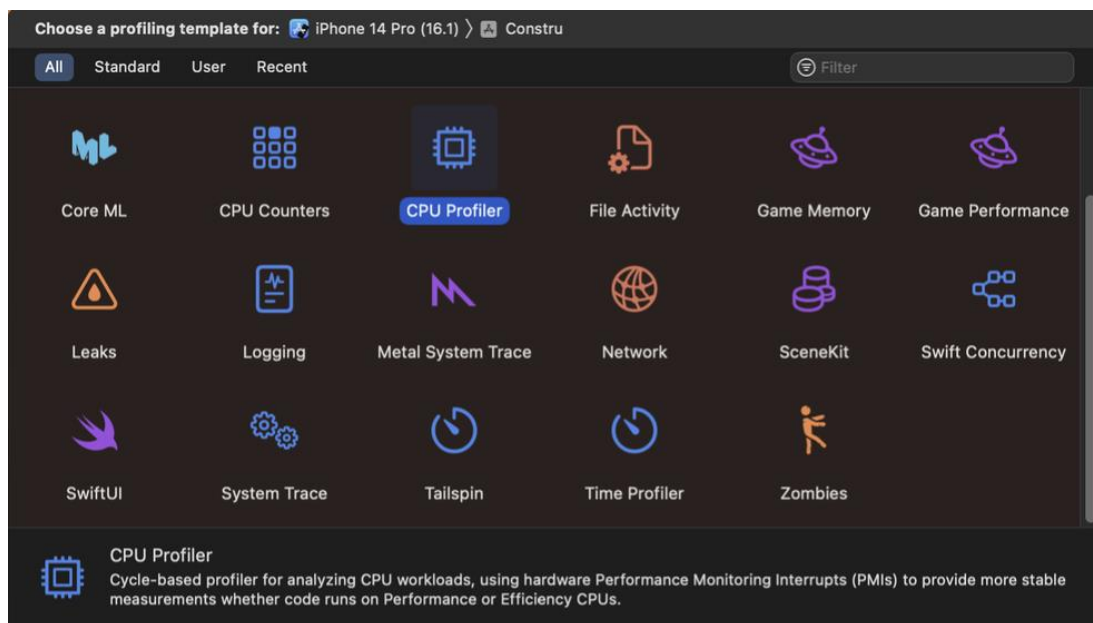 Choose a profiling template for: iPhone 14 Pro (16.1) 〉 Constru
All Standard User Recent Filter
ML
Core ML CPU Counters CPU Profiler File Activity Game Memory Game Performance
Leaks Logging Metal System Trace Network SceneKit Swift Concurrency
SwiftUI System Trace Tailspin Time Profiler Zombies
CPU Profiler
Cycle-based profiler for analyzing CPU workloads, using hardware Performance Monitoring Interrupts (PMIs) to provide more stable
measurements whether code runs on Performance or Efficiency CPUs.